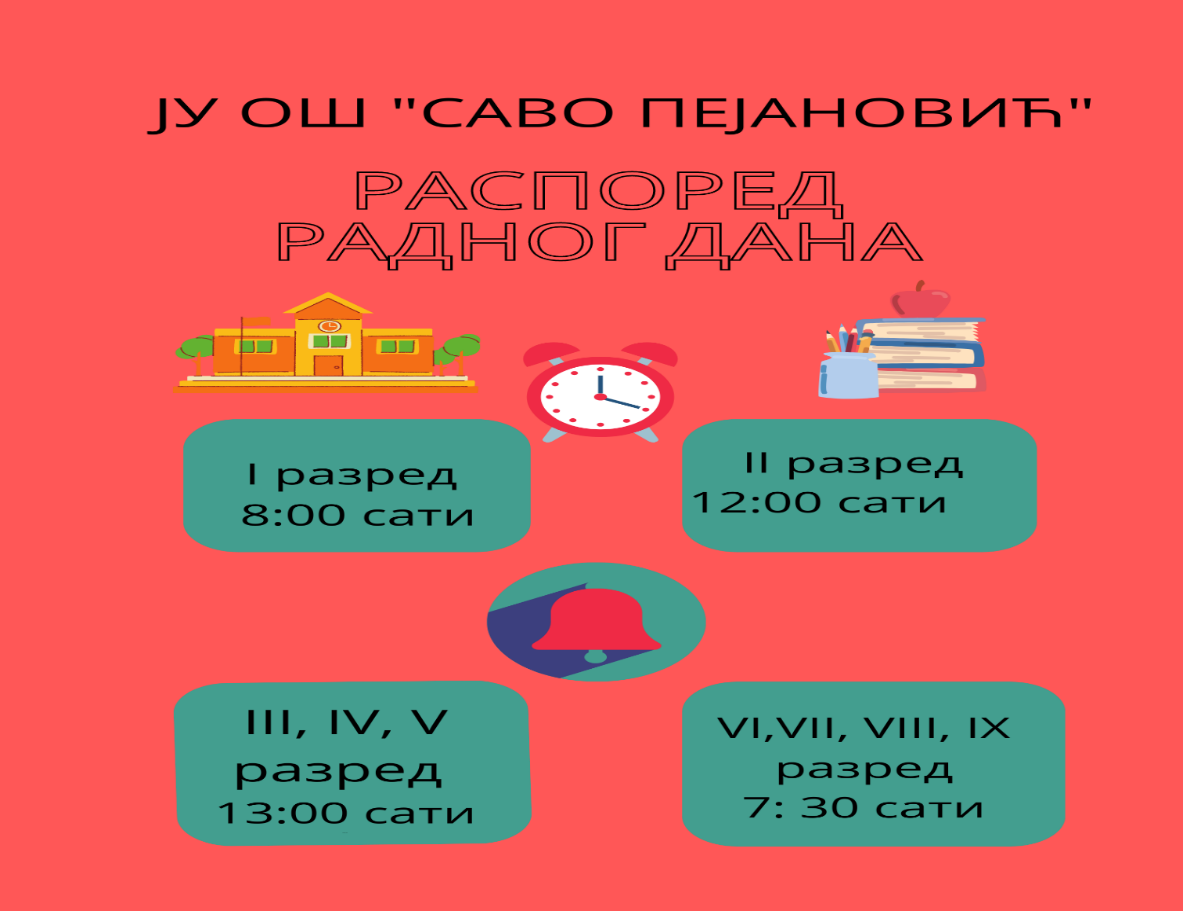 ЈУ ОШ "САВО ПЕЈАНОВИЋ"
РАСПОРЕД
РАДНОГ ДАНА
I разред
8:00 сати
II разред
12:00 сати
III, IV, V
разред
13:00 сати
VI,VII, VIII, IX
разред
7: 30 сати